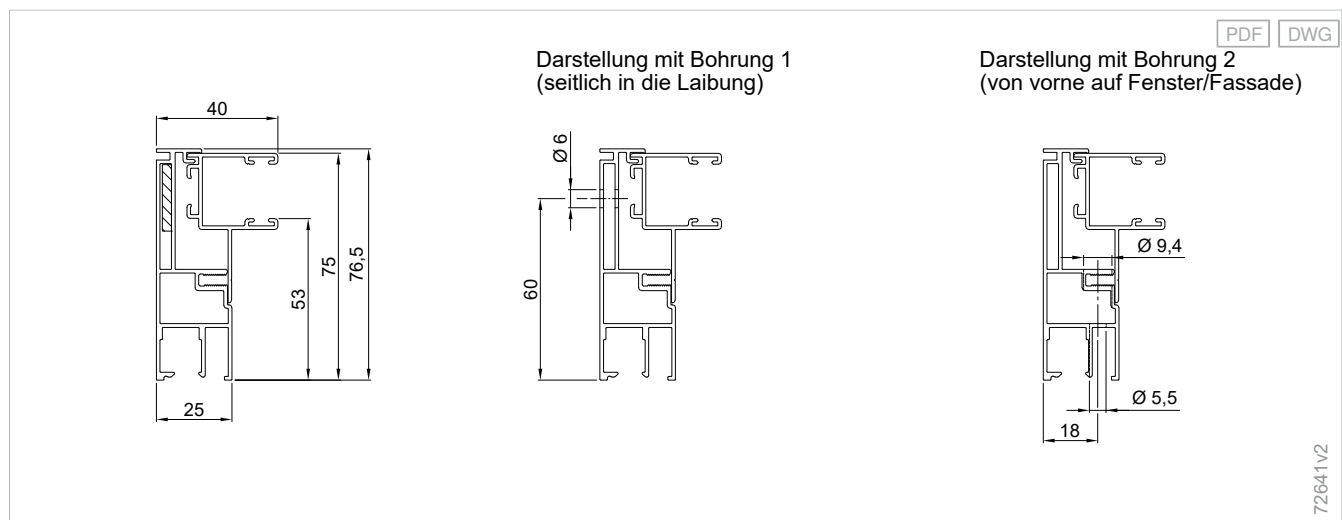 PDF DWG
Darstellung mit Bohrung 1
(seitlich in die Laibung)
Darstellung mit Bohrung 2
(von vorne auf Fenster/Fassade)
40
53
75
76,5
25
Ø 6
60
Ø 9,4
Ø 5,5
18
72641v2